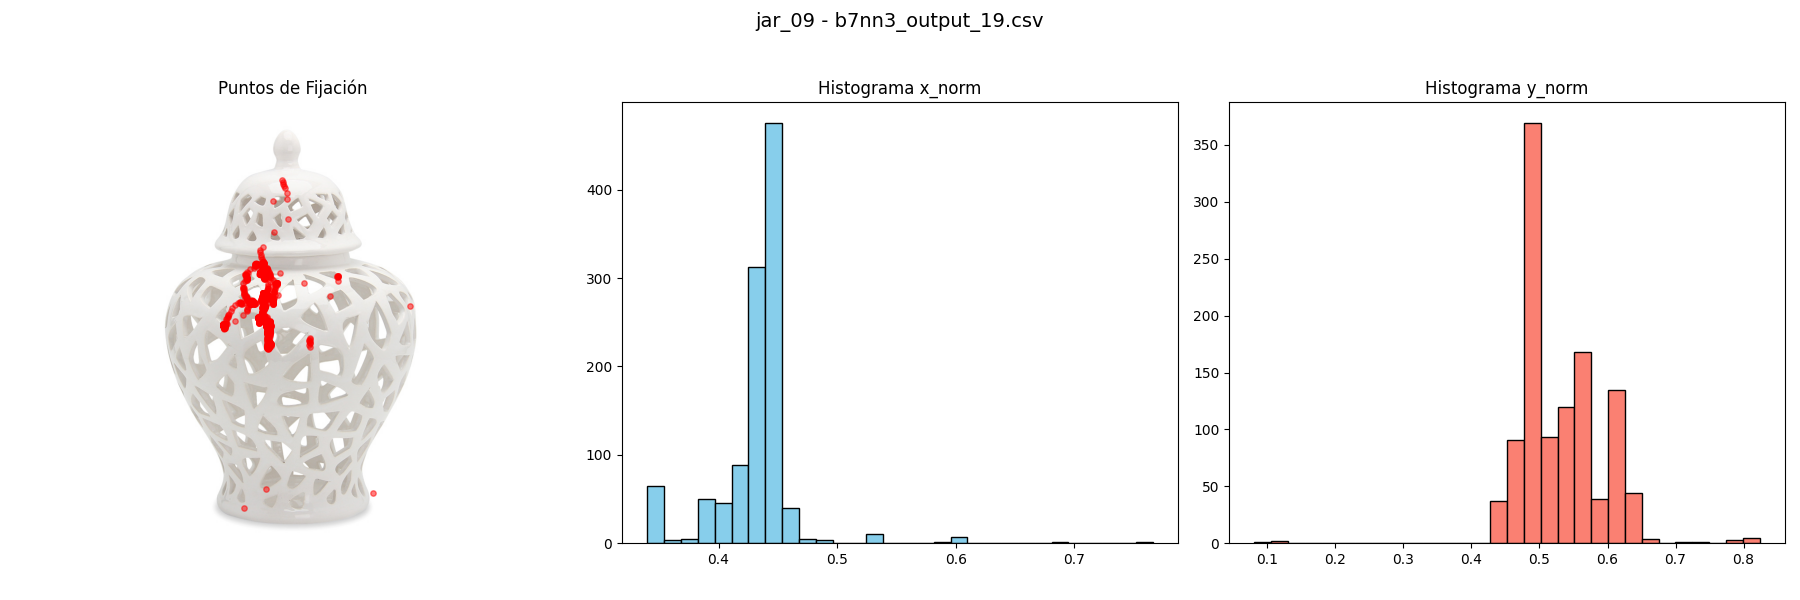 jar_09 - b7nn3_output_19.csv
Puntos de Fijación
Histograma x_norm
400
300
200
100
0
0.4 0.5 0.6 0.7
Histograma y_norm
350
300
250
200
150
100
50
0
0.1 0.2 0.3 0.4 0.5 0.6 0.7 0.8